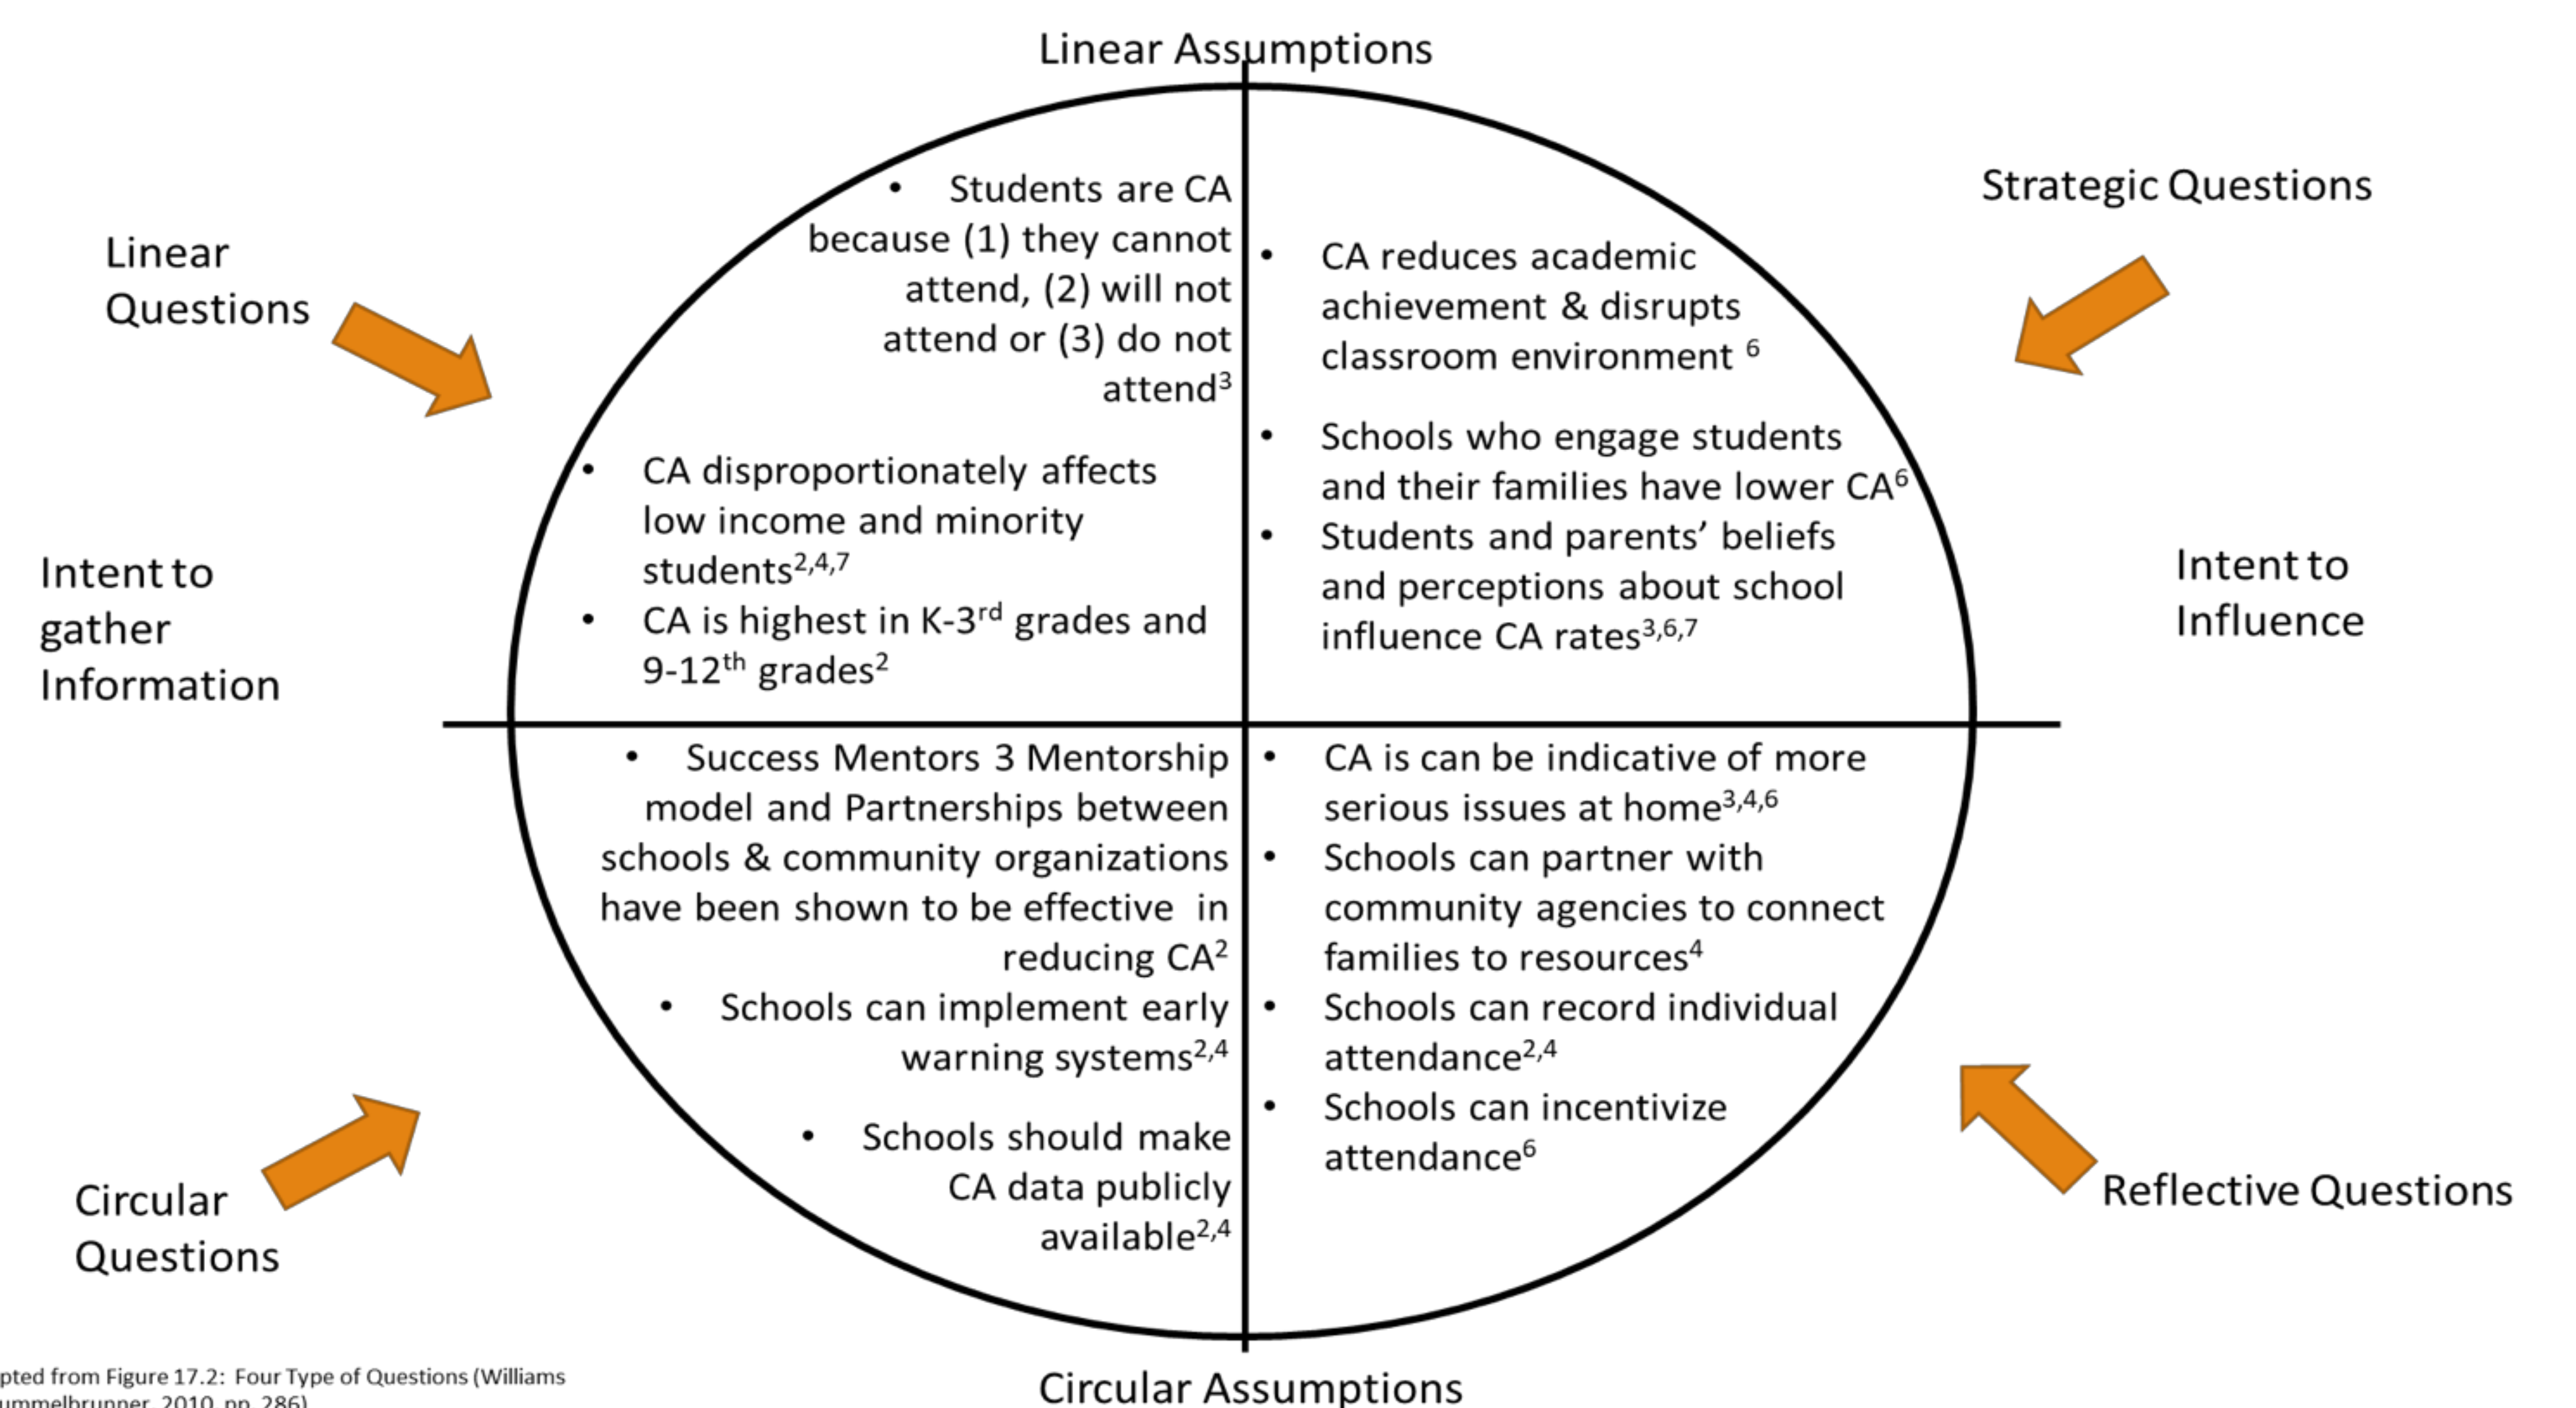 Linear Assumptions
Strategic Questions
Linear
Questions
Intent to
gather
Information
Intent to
Influence
• Students are CA
because (1) they cannot
attend, (2) will not
attend or (3) do not
attend3
• CA disproportionately affects
low income and minority
students2,4,7
• CA is highest in K-3rd grades and
9-12th grades2
• CA reduces academic
achievement & disrupts
classroom environment 6
• Schools who engage students
and their families have lower CA6
• Students and parents’ beliefs
and perceptions about school
influence CA rates3,6,7
• Success Mentors 3 Mentorship
model and Partnerships between
schools & community organizations
have been shown to be effective in
reducing CA2
• Schools can implement early
warning systems2,4
• Schools should make
CA data publicly
available2,4
• CA is can be indicative of more
serious issues at home3,4,6
• Schools can partner with
community agencies to connect
families to resources4
• Schools can record individual
attendance2,4
• Schools can incentivize
attendance6
Circular
Questions
Reflective Questions
Circular Assumptions
pted from Figure 17.2: Four Type of Questions (Williams
ummelbrunner, 2010, pp. 286)